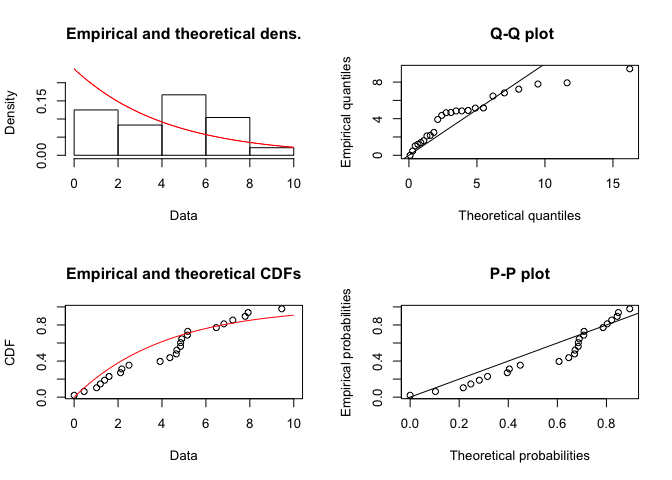 Empirical and theoretical dens.
Density
0.00
0.15
0
2
4
6
8
10
Data
Q-Q plot
Empirical quantiles
0
4
8
0
5
10
15
Theoretical quantiles
Empirical and theoretical CDFs
CDF
0.0
0.4
0.8
0
2
4
6
8
10
Data
P-P plot
Empirical probabilities
0.0
0.4
0.8
0.0
0.2
0.4
0.6
0.8
Theoretical probabilities